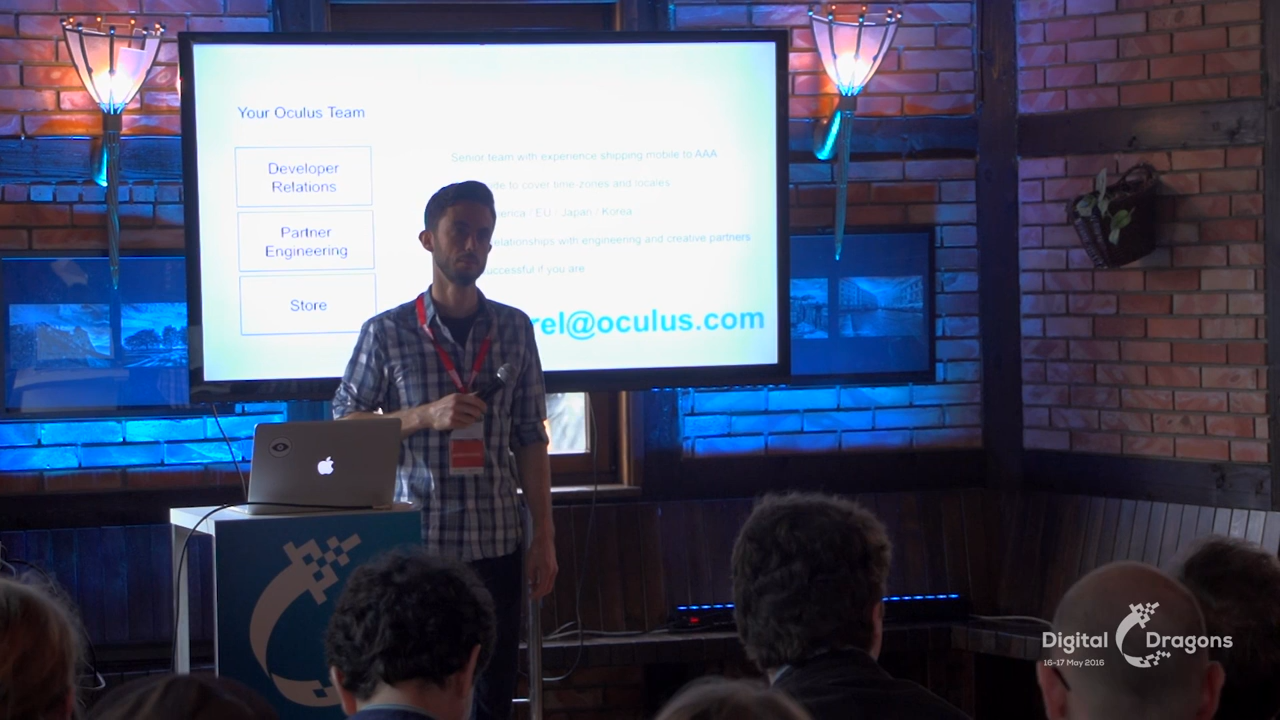 Your Oculus Team
Developer
Relations
Partner
Engineering
Store
Senior team with experience shipping mobile to AAA
to cover time-zones and locales
/ EU / Japan / Korea
relationships with engineering and creative partners
successful if you are
rel@oculus.com
Digital Dragons
16-17 May 2016